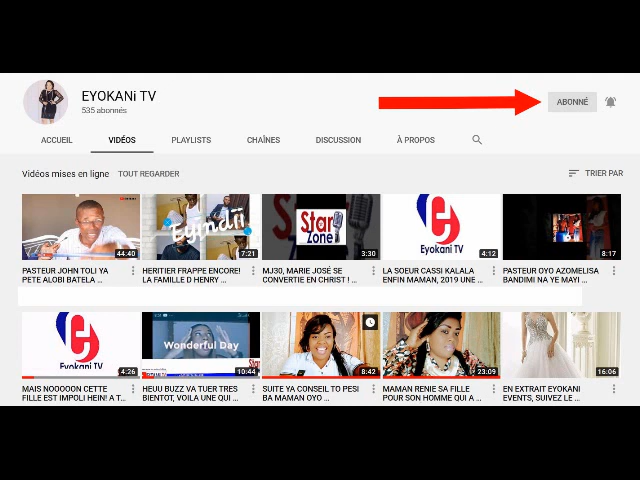 EYOKANi TV
535 abonnés
ABONNÉ
ACCUEIL VIDÉOS PLAYLISTS CHAÎNES DISCUSSION À PROPOS
Vidéos mises en ligne TOUT REGARDER TRIER PAR
Eyindii
Star
Zone
Eyokani TV
44:40 7:21 3:30 4:12 8:17
PASTEUR JOHN TOLI YA
PETE ALOBI BATELA ...
HERITIER FRAPPE ENCORE!
LA FAMILLE D HENRY ...
MJ30, MARIE JOSÉ SE
CONVERTIE EN CHRIST ! ...
LA SOEUR CASSI KALALA
ENFIN MAMAN, 2019 UNE ...
PASTEUR OYO AZOMELISA
BANDIMI NA YE MAYI ...
Eyokani TV
Wonderful Day
4:26 10:44 8:42 23:09 16:06
MAIS NOOOOON CETTE
FILLE EST IMPOLI HEIN! A T...
HEUU BUZZ VA TUER TRES
BIENTOT, VOILA UNE QUI ...
SUITE YA CONSEIL TO PESI
BA MAMAN OYO ...
MAMAN RENIE SA FILLE
POUR SON HOMME QUI A ...
EN EXTRAIT EYOKANI
EVENTS, SUIVEZ LE ...